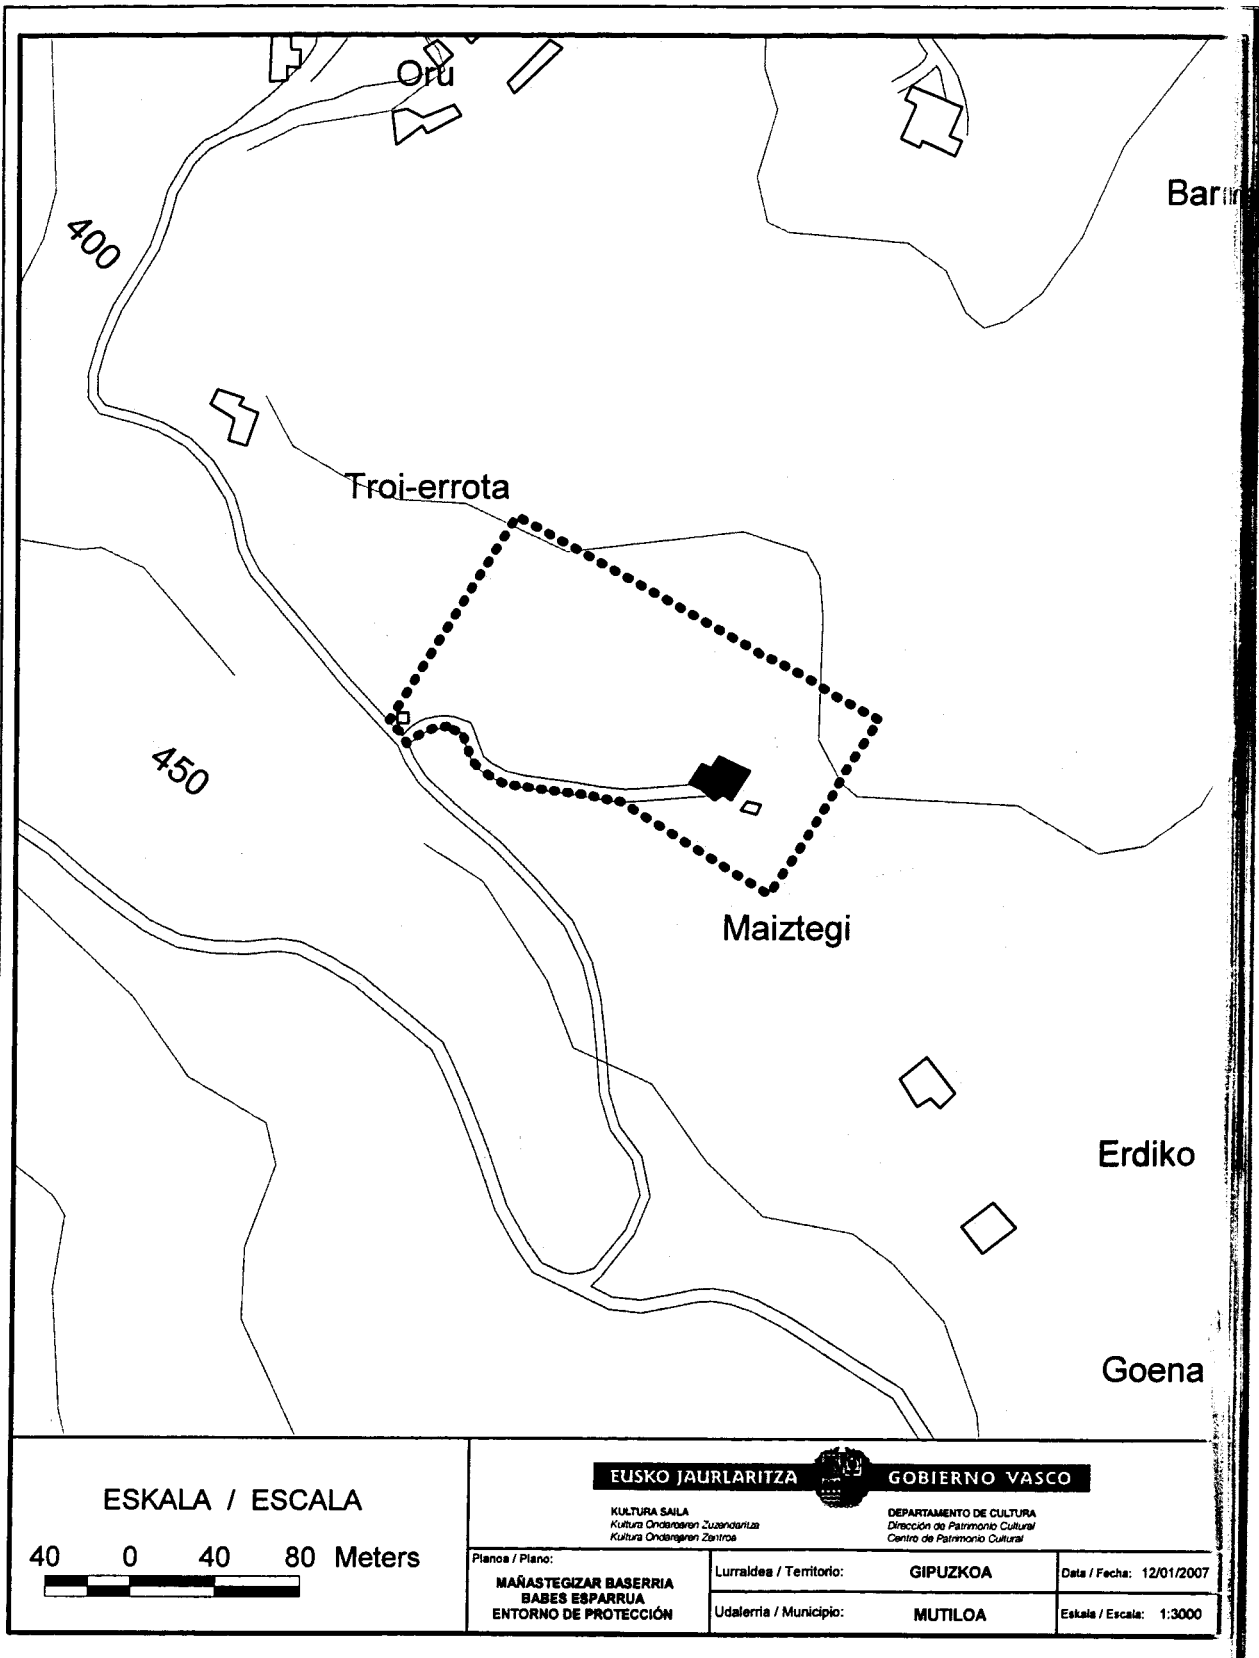 Oru
400
Troi-errota
450
Maiztegi
Erdiko
Goena
ESKALA / ESCALA
40 0 40 80 Meters
EUSKO JAURLARITZA GOBIERNO VASCO
KULTURA SAILA
Kultura Ondarearen Zuzendaritza
Kultura Ondarearen Zentroa
DEPARTAMENTO DE CULTURA
Dirección de Patrimonio Cultural
Centro de Patrimonio Cultural
Planoa / Plano:
MAÑASTEGIZAR BASERRIA
BABES ESPARRUA
ENTORNO DE PROTECCIÓN
Lurraldea / Territorio: GIPUZKOA
Data / Fecha: 12/01/2007
Udalerria / Municipio: MUTILOA
Eskala / Escala: 1:3000